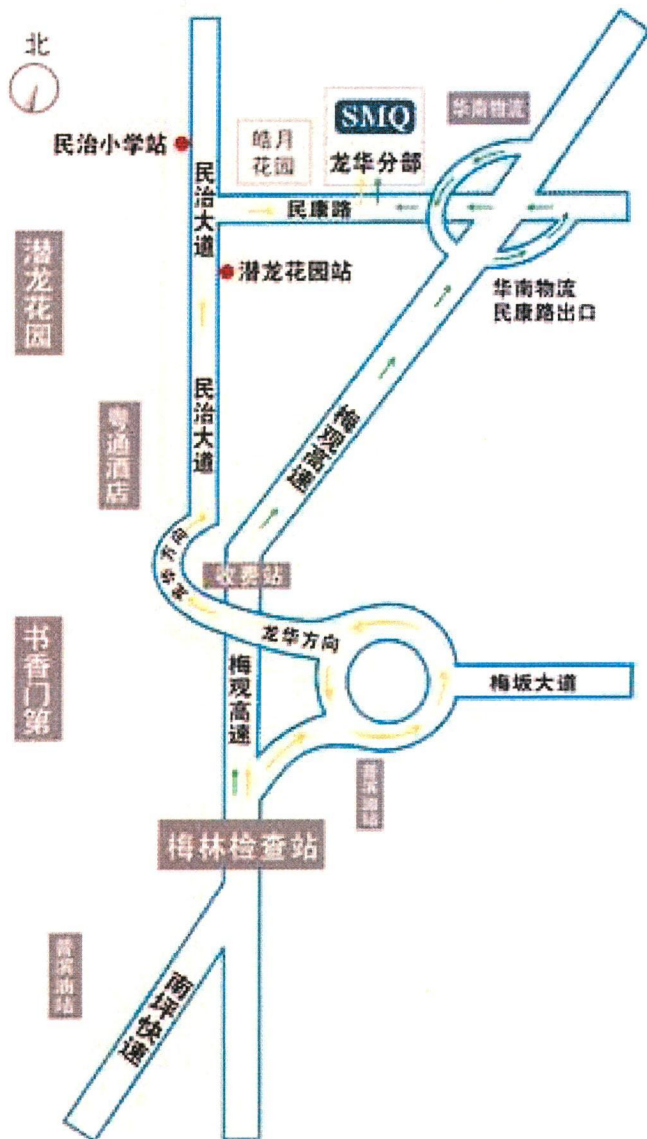 北
SMQ
龙华分部
皓月
花园
华南物流
民治小学站
民治大道
民康路
潜龙花园站
潜龙花园
华南物流
民康路出口
民治大道
粤通酒店
梅观高速
龙华方向
收费站
龙华方向
书香门第
梅观高速
梅坂大道
梅林检查站
南坪快速